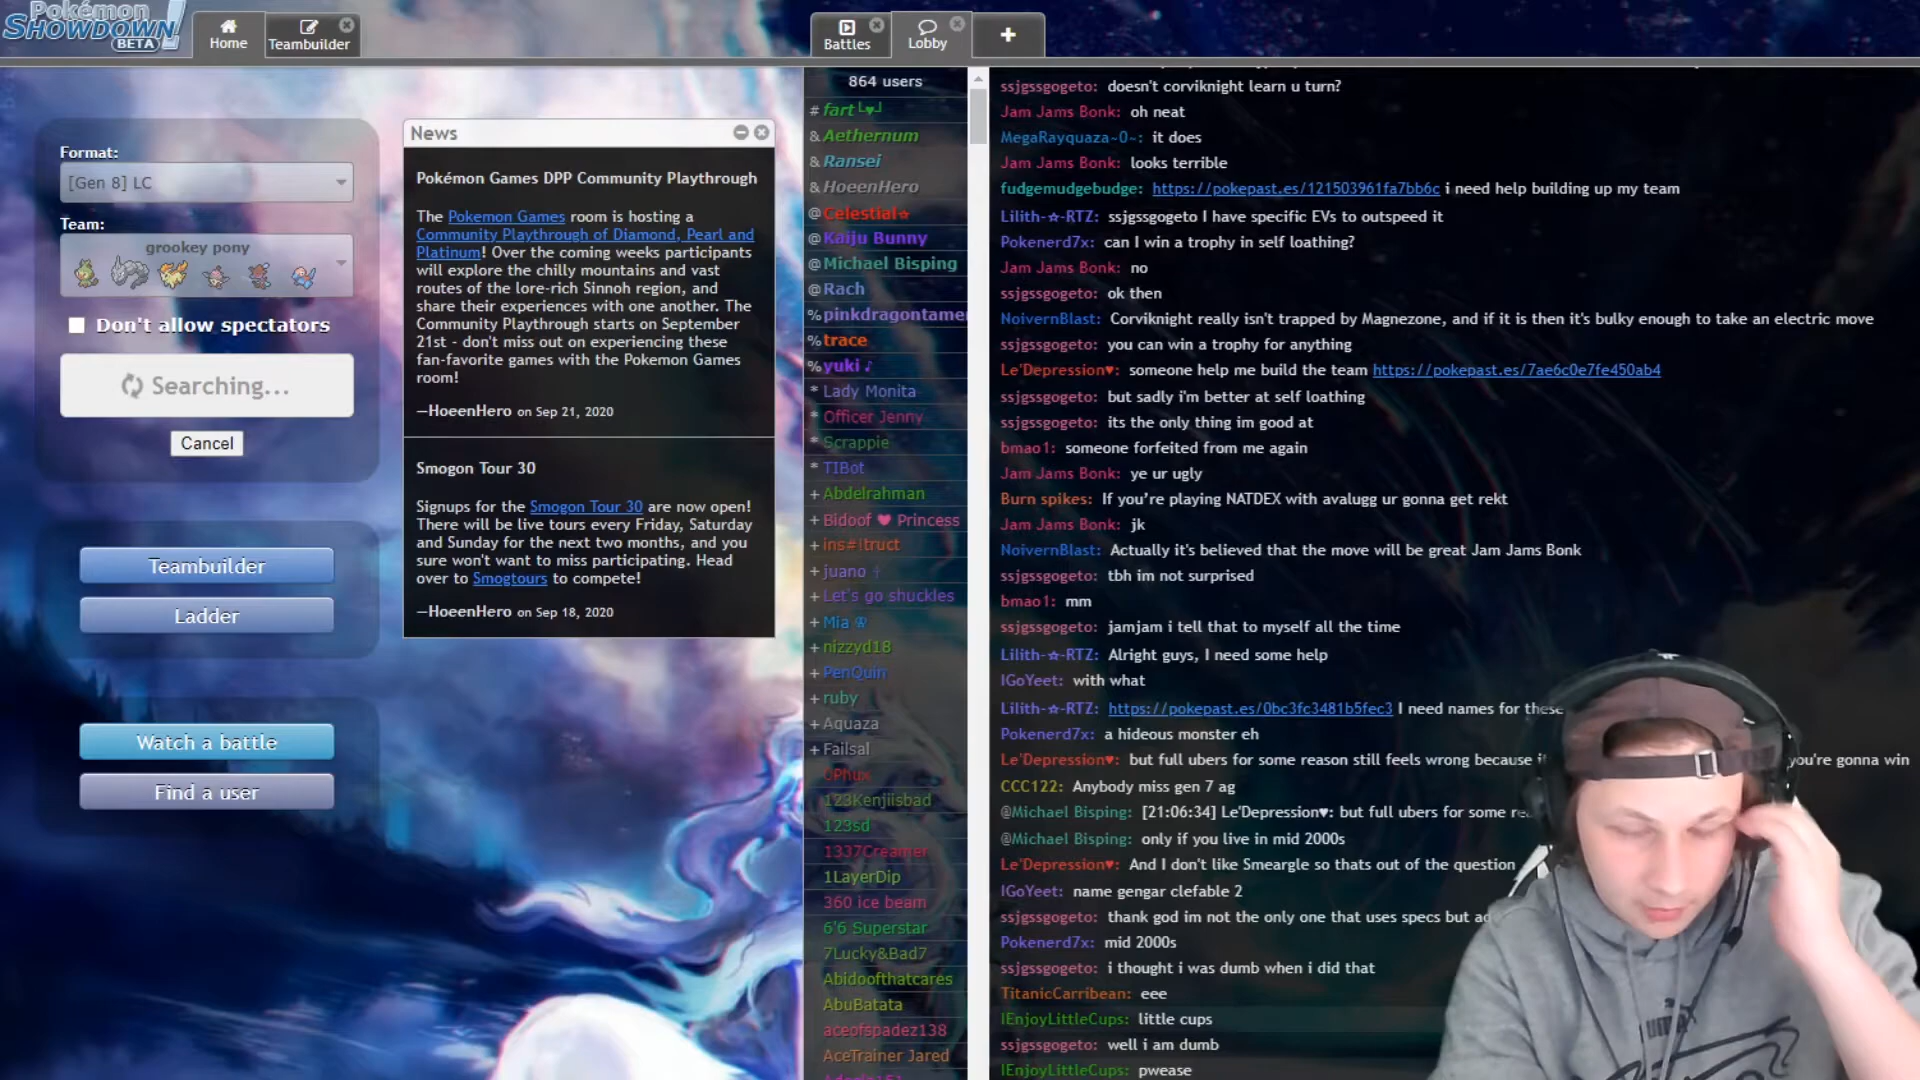 Pokémon
SHOWDOWN!
BETA
Home
Teambuilder
Battles
Lobby
+
Format:
[Gen 8] LC
Team:
grookey pony
Don't allow spectators
Searching...
Cancel
Teambuilder
Ladder
Watch a battle
Find a user
News
Pokémon Games DPP Community Playthrough
The Pokemon Games room is hosting a
Community Playthrough of Diamond, Pearl and
Platinum! Over the coming weeks participants
will explore the chilly mountains and vast
routes of the lore-rich Sinnoh region, and
share their experiences with one another. The
Community Playthrough starts on September
21st - don't miss out on experiencing these
fan-favorite games with the Pokemon Games
room!
—HoeenHero on Sep 21, 2020
Smogon Tour 30
Signups for the Smogon Tour 30 are now open!
There will be live tours every Friday, Saturday
and Sunday for the next two months, and you
sure won't want to miss participating. Head
over to Smogtours to compete!
—HoeenHero on Sep 18, 2020
864 users
# fart└♥┘
& Aethernum
& Ransei
& HoeenHero
@ Celestial☆
@ Kaiju Bunny
@ Michael Bisping
@ Rach
% pinkdragontamer
% trace
% yuki ♪
* Lady Monita
* Officer Jenny
* Scrappie
* TIBot
+ Abdelrahman
+ Bidoof ♥ Princess
+ ins#!truct
+ juano †
+ Let's go shuckles
+ Mia
+ nizzyd18
+ PenQuin
+ ruby
+ Aquaza
+ Failsal
0Phux
123Kenjiisbad
123sd
1337Creamer
1LayerDip
360 ice beam
6'6 Superstar
7Lucky&Bad7
Abidoofthatcares
AbuBatata
aceofspadez138
AceTrainer Jared
ssjgssgogeto: doesn't corviknight learn u turn?
Jam Jams Bonk: oh neat
MegaRayquaza~0~: it does
Jam Jams Bonk: looks terrible
fudgemudgebudge: https://pokepast.es/121503961fa7bb6c i need help building up my team
Lilith-☆-RTZ: ssjgssgogeto I have specific EVs to outspeed it
Pokenerd7x: can I win a trophy in self loathing?
Jam Jams Bonk: no
ssjgssgogeto: ok then
NoivernBlast: Corviknight really isn't trapped by Magnezone, and if it is then it's bulky enough to take an electric move
ssjgssgogeto: you can win a trophy for anything
Le'Depression♥: someone help me build the team https://pokepast.es/7ae6c0e7fe450ab4
ssjgssgogeto: but sadly i'm better at self loathing
ssjgssgogeto: its the only thing im good at
bmao1: someone forfeited from me again
Jam Jams Bonk: ye ur ugly
Burn spikes: If you're playing NATDEX with avalugg ur gonna get rekt
Jam Jams Bonk: jk
NoivernBlast: Actually it's believed that the move will be great Jam Jams Bonk
ssjgssgogeto: tbh im not surprised
bmao1: mm
ssjgssgogeto: jamjam i tell that to myself all the time
Lilith-☆-RTZ: Alright guys, I need some help
IGoYeet: with what
Lilith-☆-RTZ: https://pokepast.es/0bc3fc3481b5fec3 I need names for these
Pokenerd7x: a hideous monster eh
Le'Depression♥: but full ubers for some reason still feels wrong because you're gonna win
CCC122: Anybody miss gen 7 ag
@Michael Bisping: [21:06:34] Le'Depression♥: but full ubers for some
@Michael Bisping: only if you live in mid 2000s
Le'Depression♥: And I don't like Smeargle so thats out of the question
IGoYeet: name gengar clefable 2
ssjgssgogeto: thank god im not the only one that uses specs but
Pokenerd7x: mid 2000s
ssjgssgogeto: i thought i was dumb when i did that
TitanicCarribean: eee
IEnjoyLittleCups: little cups
ssjgssgogeto: well i am dumb
IEnjoyLittleCups: pwease
PUMA